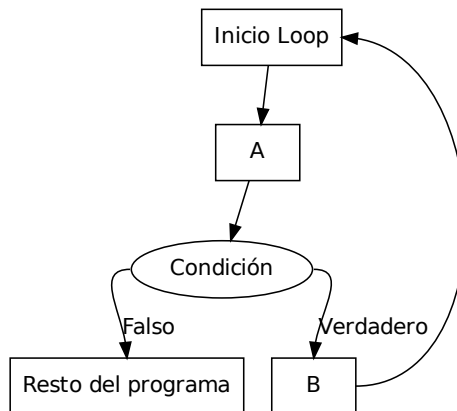 Inicio Loop
A
Condición
Falso
Verdadero
Resto del programa
B